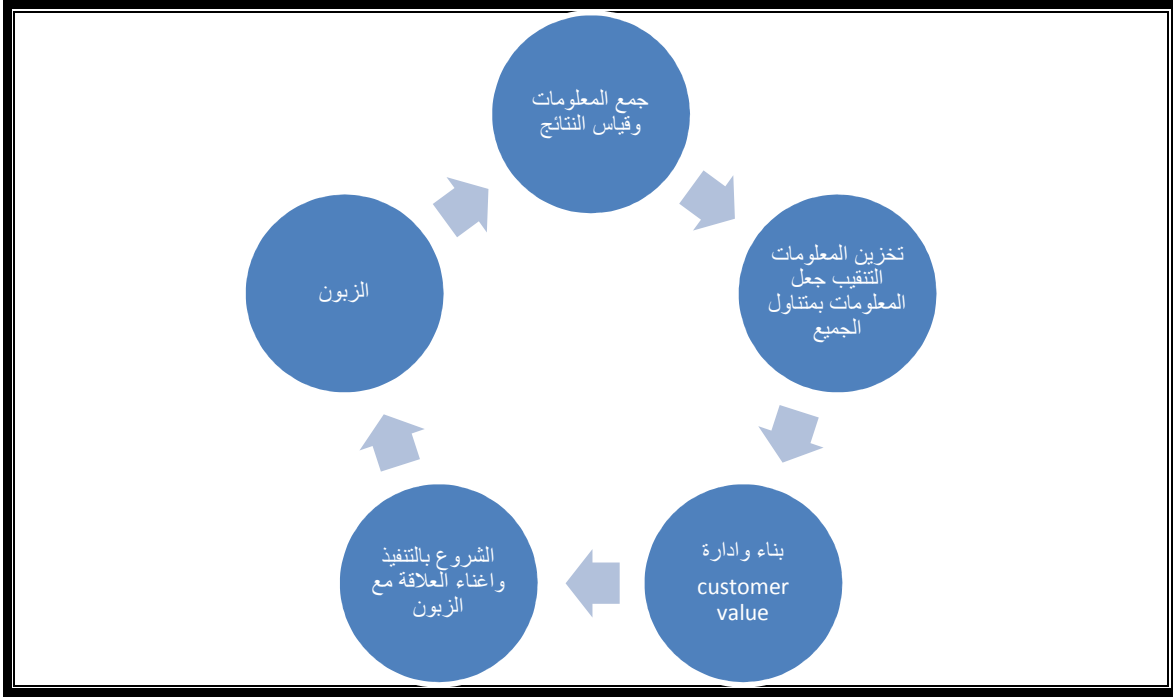 جمع المعلومات
وقياس النتائج
تخزين المعلومات
التنقيب جعل
المعلومات بمتناول
الجميع
بناء وادارة
customer
value
الشروع بالتنفيذ
واغناء العلاقة مع
الزبون
الزبون